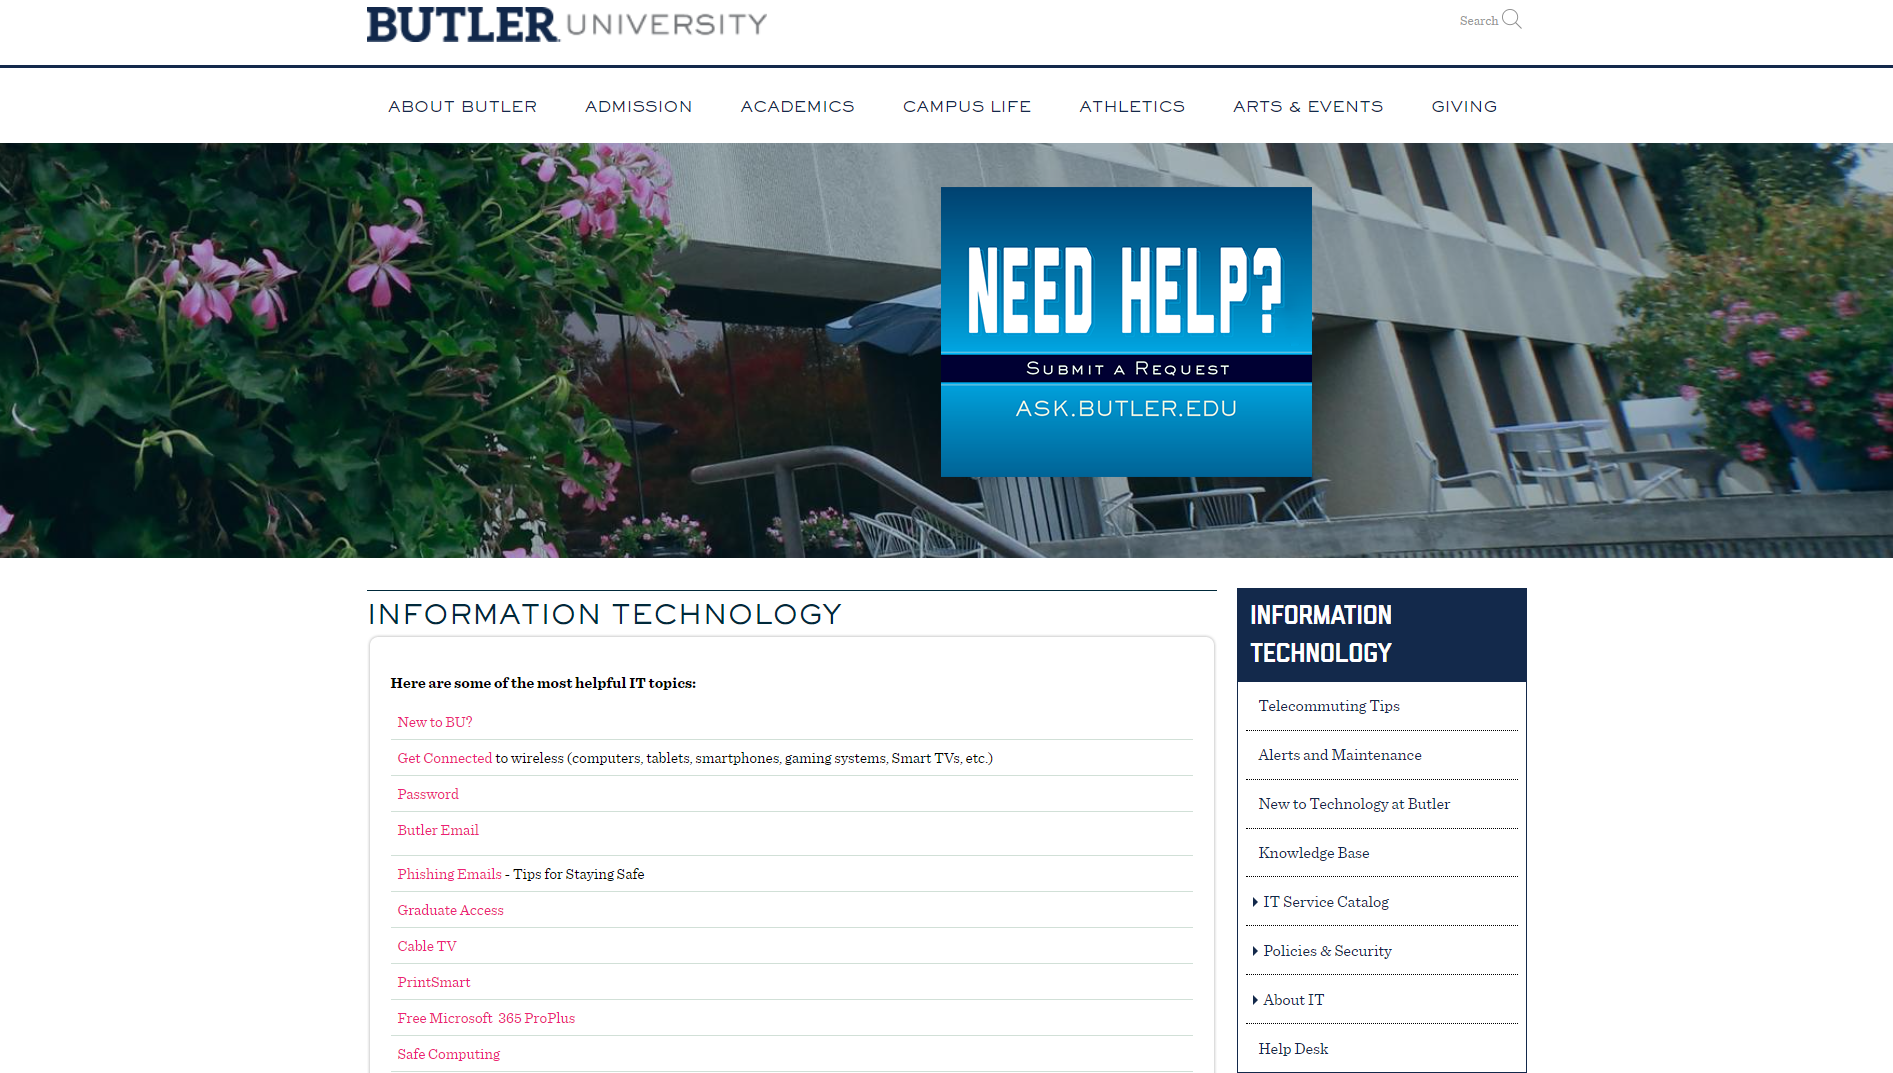 BUTLER UNIVERSITY
Search
ABOUT BUTLER ADMISSION ACADEMICS CAMPUS LIFE ATHLETICS ARTS & EVENTS GIVING
NEED HELP?
SUBMIT A REQUEST
ASK.BUTLER.EDU
INFORMATION TECHNOLOGY
Here are some of the most helpful IT topics:
New to BU?
Get Connected to wireless (computers, tablets, smartphones, gaming systems, Smart TVs, etc.)
Password
Butler Email
Phishing Emails - Tips for Staying Safe
Graduate Access
Cable TV
PrintSmart
Free Microsoft 365 ProPlus
Safe Computing
INFORMATION
TECHNOLOGY
Telecommuting Tips
Alerts and Maintenance
New to Technology at Butler
Knowledge Base
IT Service Catalog
Policies & Security
About IT
Help Desk